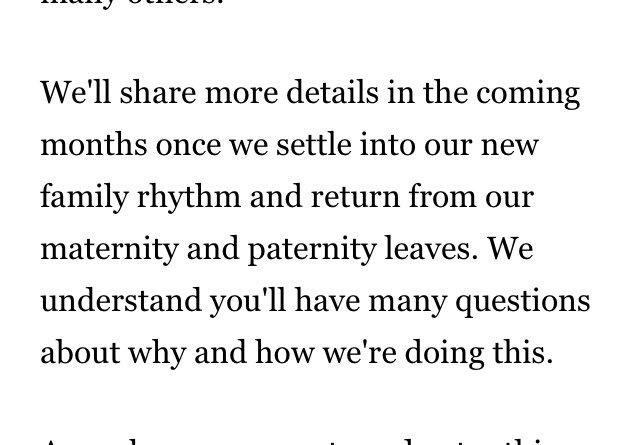 many others.
We'll share more details in the coming
months once we settle into our new
family rhythm and return from our
maternity and paternity leaves. We
understand you'll have many questions
about why and how we're doing this.